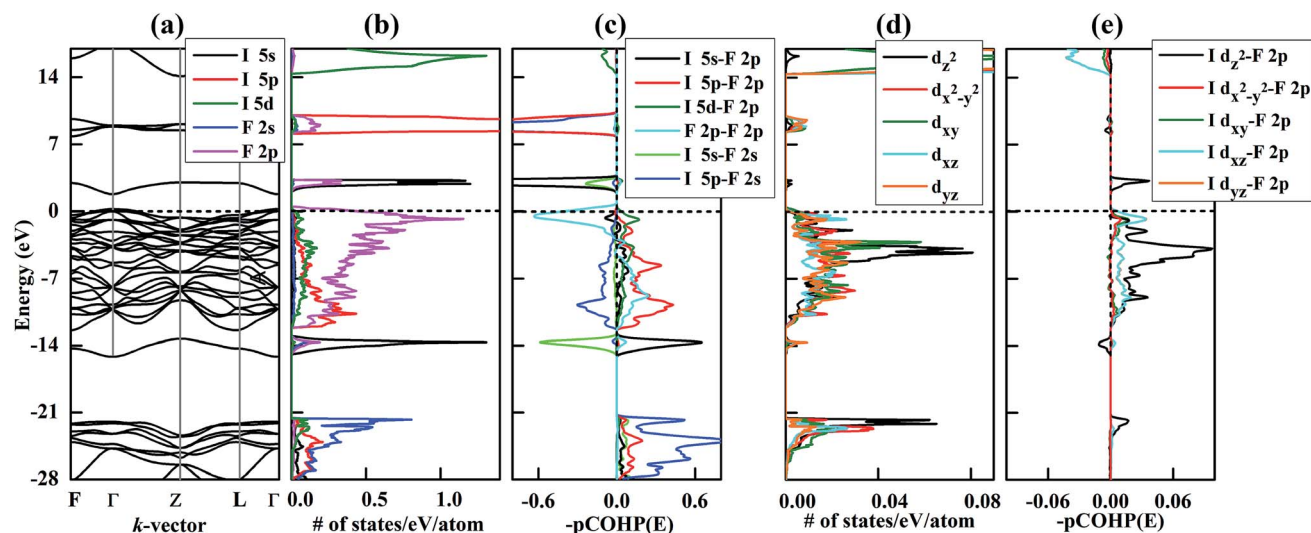 (a)
(b)
(c)
(d)
(e)
Energy (eV)
14
7
0
-7
-14
-21
-28
F Γ Z L Γ
k-vector
I 5s
I 5p
I 5d
F 2s
F 2p
0.0 0.5 1.0
# of states/eV/atom
I 5s-F 2p
I 5p-F 2p
I 5d-F 2p
F 2p-F 2p
I 5s-F 2s
I 5p-F 2s
-0.6 0.0 0.6
-pCOHP(E)
dz²
dx²-y²
dxy
dxz
dyz
0.00 0.04 0.08
# of states/eV/atom
I dz²-F 2p
I dx²-y²-F 2p
I dxy-F 2p
I dxz-F 2p
I dyz-F 2p
-0.06 0.00 0.06
-pCOHP(E)